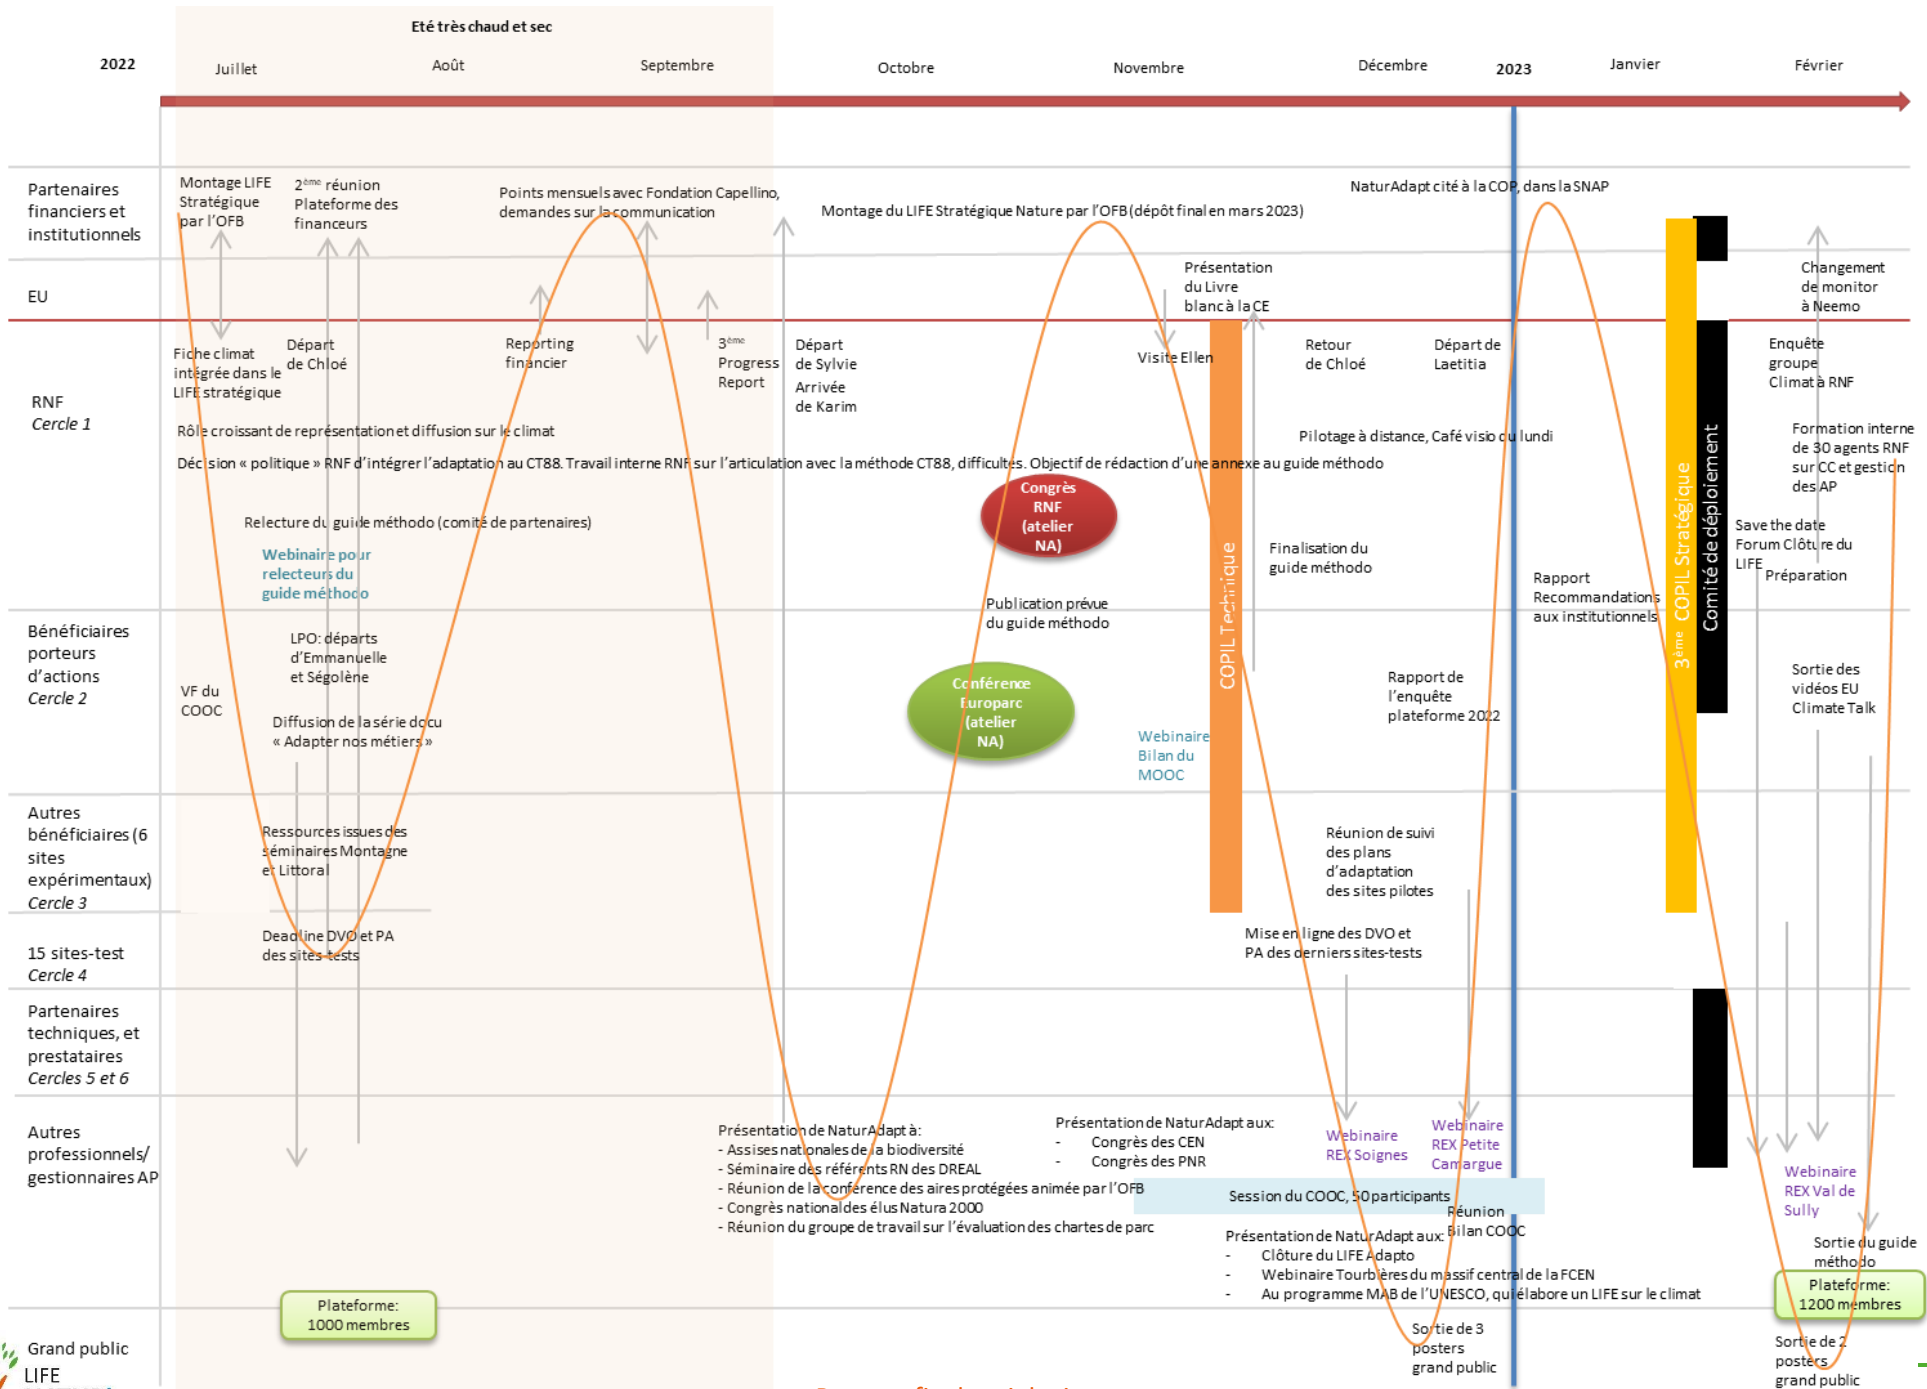 Eté très chaud et sec
2022
Juillet
Août
Septembre
Octobre
Novembre
Décembre
2023
Janvier
Février
Partenaires
financiers et
institutionnels
Montage LIFE
Stratégique
par l’OFB
2ème réunion
Plateforme des
financeurs
Points mensuels avec Fondation Capellino,
demandes sur la communication
Montage du LIFE Stratégique Nature par l’OFB (dépôt final en mars 2023)
NaturAdapt cité à la COP, dans la SNAP
EU
Présentation
du Livre
blanc à la CE
Changement
de monitor
à Neemo
RNF
Cercle 1
Fiche climat
intégrée dans le
LIFE stratégique
Départ
de Chloé
Reporting
financier
3ème
Progress
Report
Départ
de Sylvie
Arrivée
de Karim
Visite Ellen
Retour
de Chloé
Départ de
Laetitia
Enquête
groupe
Climat à RNF
Rôle croissant de représentation et diffusion sur le climat
Pilotage à distance, Café visio du lundi
Formation interne
de 30 agents RNF
sur CC et gestion
des AP
Décision « politique » RNF d’intégrer l’adaptation au CT88. Travail interne RNF sur l’articulation avec la méthode CT88, difficultés. Objectif de rédaction d’une annexe au guide méthodo
Congrès
RNF
(atelier
NA)
Relecture du guide méthodo (comité de partenaires)
Webinaire pour
relecteurs du
guide méthodo
Finalisation du
guide méthodo
Save the date
Forum Clôture du
LIFE
Préparation
Rapport
Recommandations
aux institutionnels
Publication prévue
du guide méthodo
COPIL Technique
3ème COPIL Stratégique
Comité de déploiement
Bénéficiaires
porteurs
d’actions
Cercle 2
LPO: départs
d’Emmanuelle
et Ségolène
VF du
COOC
Diffusion de la série docu
« Adapter nos métiers »
Conférence
Europarc
(atelier
NA)
Webinaire
Bilan du
MOOC
Rapport de
l’enquête
plateforme 2022
Sortie des
vidéos EU
Climate Talk
Autres
bénéficiaires (6
sites
expérimentaux)
Cercle 3
Ressources issues des
séminaires Montagne
et Littoral
Réunion de suivi
des plans
d’adaptation
des sites pilotes
15 sites-test
Cercle 4
Deadline DVO et PA
des sites-tests
Mise en ligne des DVO et
PA des derniers sites-tests
Partenaires
techniques, et
prestataires
Cercles 5 et 6
Autres
professionnels/
gestionnaires AP
Présentation de NaturAdapt à:
- Assises nationales de la biodiversité
- Séminaire des référents RN des DREAL
- Réunion de la conférence des aires protégées animée par l’OFB
- Congrès national des élus Natura 2000
- Réunion du groupe de travail sur l’évaluation des chartes de parc
Présentation de NaturAdapt aux:
- Congrès des CEN
- Congrès des PNR
Webinaire
REX Soignes
Webinaire
REX Petite
Camargue
Webinaire
REX Val de
Sully
Session du COOC, 50 participants
Réunion
Bilan COOC
Présentation de NaturAdapt aux:
- Clôture du LIFE Adapto
- Webinaire Tourbières du massif central de la FCEN
- Au programme MAB de l’UNESCO, qui élabore un LIFE sur le climat
Sortie du guide
méthodo
Plateforme:
1000 membres
Plateforme:
1200 membres
Grand public
Sortie de 3
posters
grand public
Sortie de 2
posters
grand public
LIFE